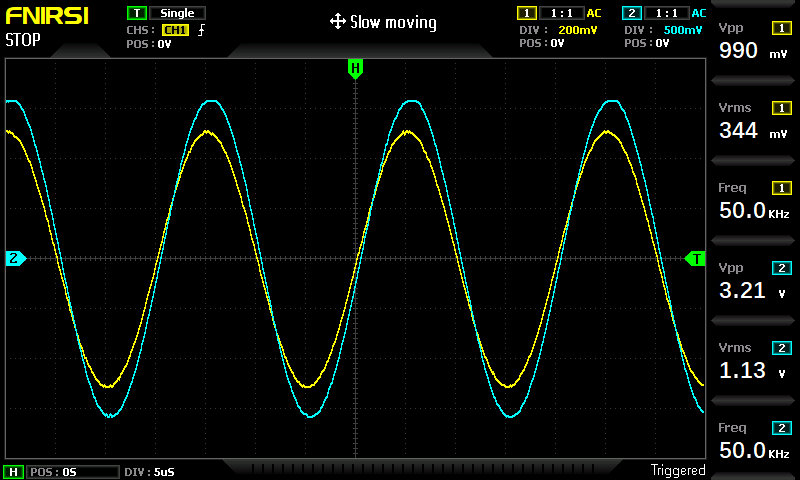 FNIRSI
STOP
T Single
CHS: CH1
POS: 0V
Slow moving
1 1:1 AC
DIV: 200mV
POS: 0V
2 1:1 AC
DIV: 500mV
POS: 0V
H
2
T
Vpp 1
990 mV
Vrms 1
344 mV
Freq 1
50.0 KHz
Vpp 2
3.21 V
Vrms 2
1.13 V
Freq 2
50.0 KHz
H POS: 0S DIV: 5uS
Triggered